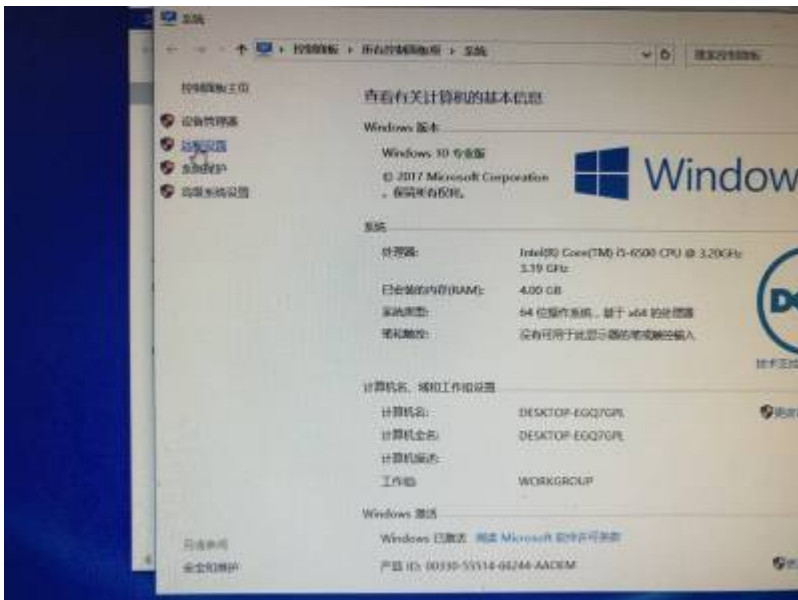 系统
控制面板 › 所有控制面板项 › 系统
搜索控制面板
控制面板主页
设备管理器
远程设置
系统保护
高级系统设置
查看有关计算机的基本信息
Windows 版本
Windows 10 专业版
© 2017 Microsoft Corporation
。保留所有权利。
Window
系统
处理器:
Intel(R) Core(TM) i5-6500 CPU @ 3.20GHz
3.19 GHz
已安装的内存(RAM):
4.00 GB
系统类型:
64 位操作系统，基于 x64 的处理器
笔和触控:
没有可用于此显示器的笔或触控输入
计算机名、域和工作组设置
计算机名:
DESKTOP-EGQ7GPL
计算机全名:
DESKTOP-EGQ7GPL
计算机描述:
工作组:
WORKGROUP
Windows 激活
Windows 已激活 阅读 Microsoft 软件许可条款
产品 ID: 00330-55514-60244-AAOEM
另请参阅
安全和维护